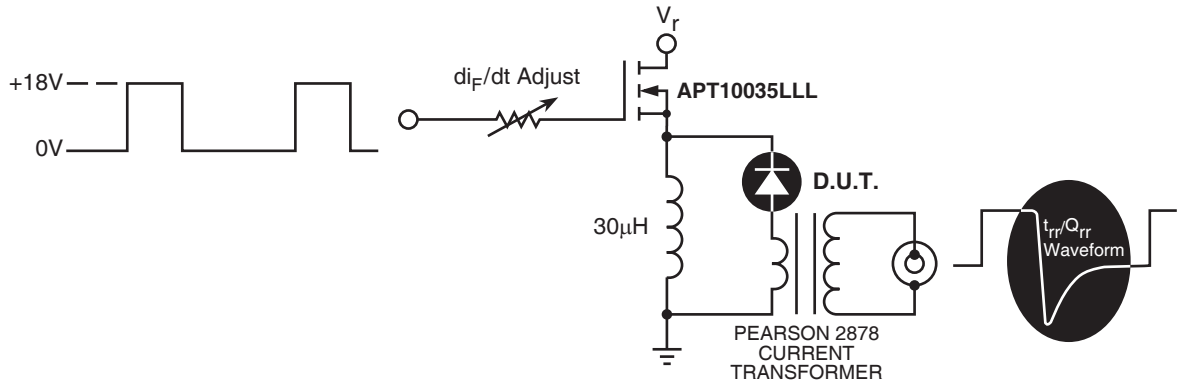 V_r
+18V
0V
di_F/dt Adjust
APT10035LLL
D.U.T.
30μH
t_rr/Q_rr
Waveform
PEARSON 2878
CURRENT
TRANSFORMER